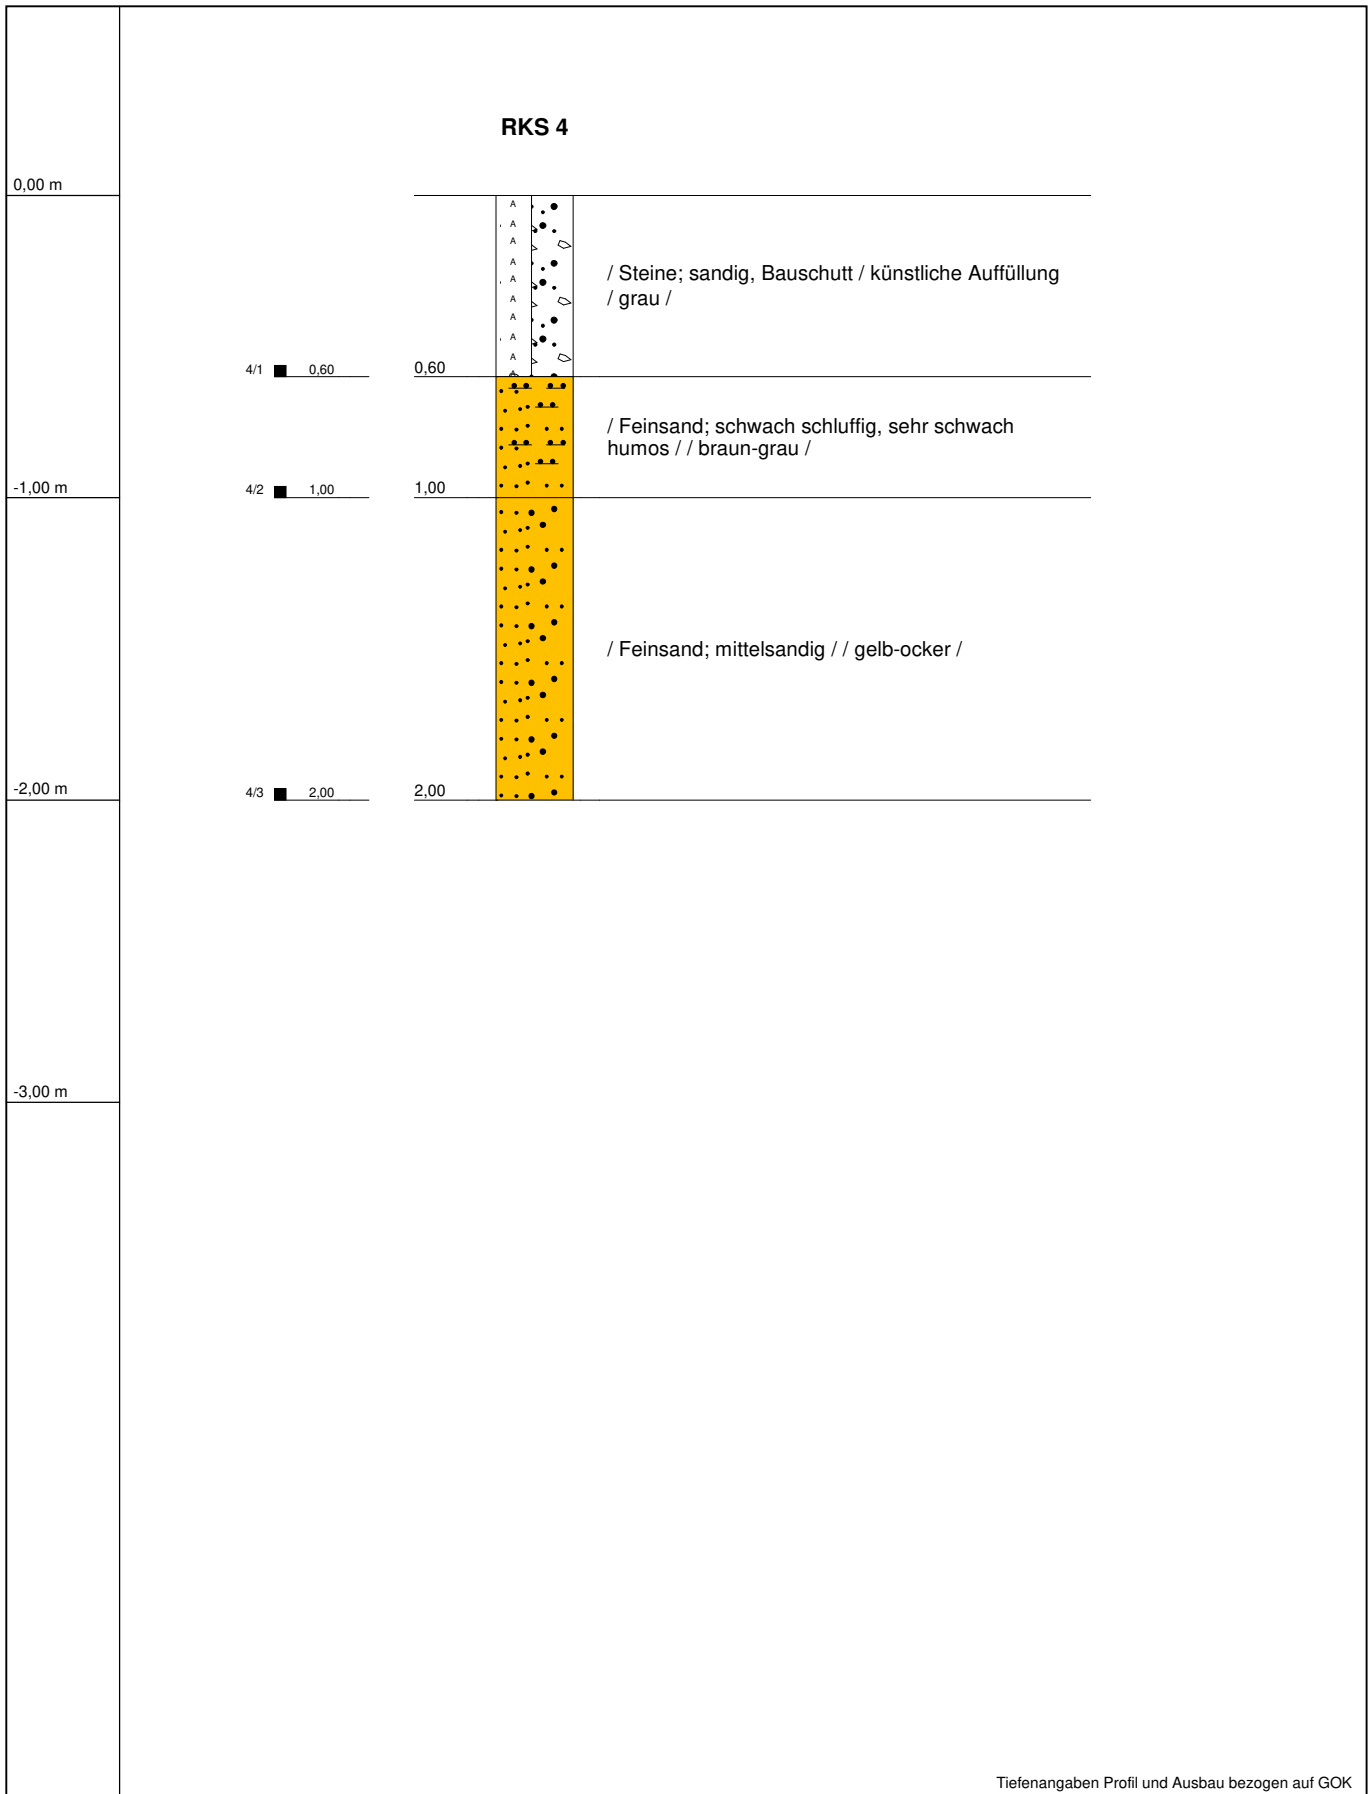 RKS 4
0,00 m
A
A
A
A
A
A
A
A
A
/ Steine; sandig, Bauschutt / künstliche Auffüllung
/ grau /
4/1 0,60 0,60
/ Feinsand; schwach schluffig, sehr schwach
humos / / braun-grau /
-1,00 m 4/2 1,00 1,00
/ Feinsand; mittelsandig / / gelb-ocker /
-2,00 m 4/3 2,00 2,00
-3,00 m
Tiefenangaben Profil und Ausbau bezogen auf GOK